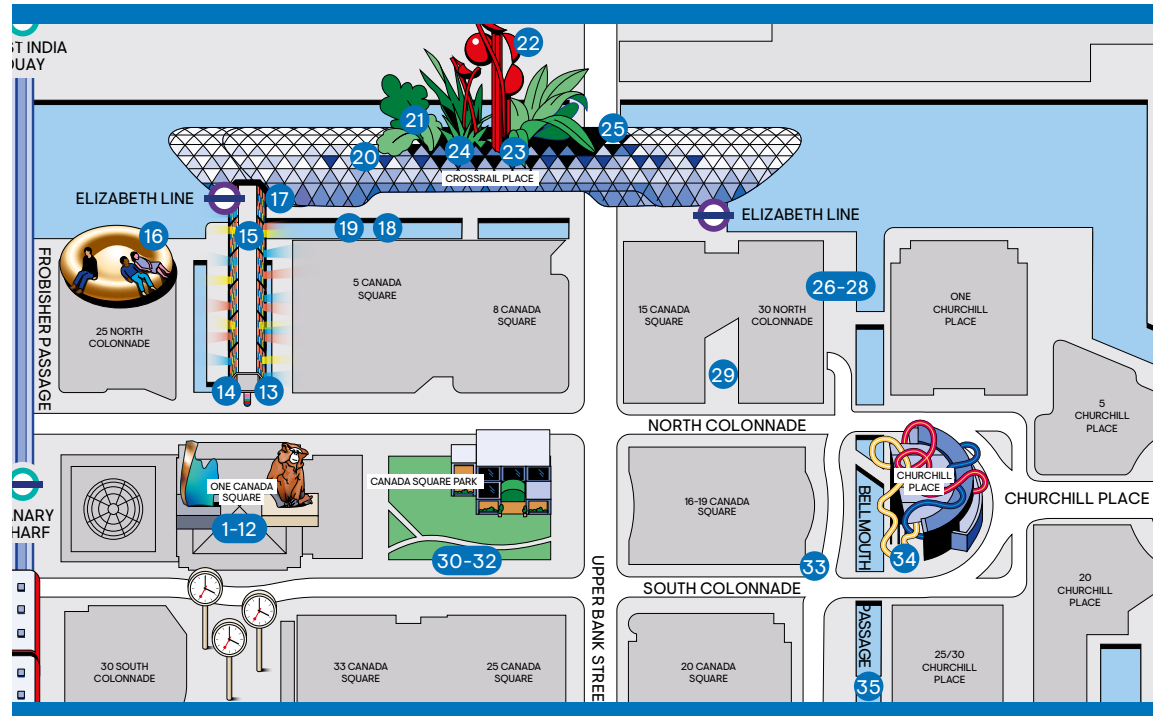 ST INDIA
QUAY
22
21
25
20
24
23
CROSSRAIL PLACE
ELIZABETH LINE
17
ELIZABETH LINE
16
15
19
18
FROBISHER PASSAGE
5 CANADA
SQUARE
8 CANADA
SQUARE
25 NORTH
COLONNADE
15 CANADA
SQUARE
30 NORTH
COLONNADE
26-28
ONE
CHURCHILL
PLACE
29
14
13
5
CHURCHILL
PLACE
NORTH COLONNADE
ONE CANADA
SQUARE
1-12
CANADA SQUARE PARK
30-32
16-19 CANADA
SQUARE
CHURCHILL
PLACE
CHURCHILL PLACE
BELLMOUTH
PASSAGE
NARY
HARF
33
34
SOUTH COLONNADE
UPPER BANK STREE
20
CHURCHILL
PLACE
30 SOUTH
COLONNADE
33 CANADA
SQUARE
25 CANADA
SQUARE
20 CANADA
SQUARE
25/30
CHURCHILL
PLACE
35